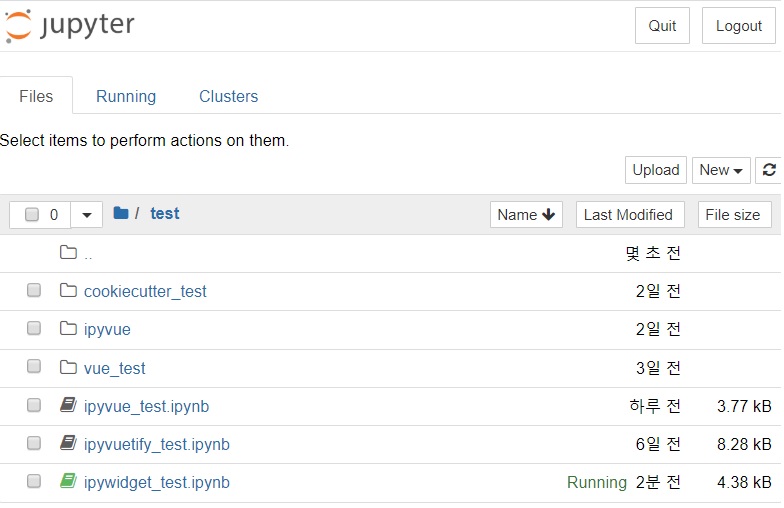 jupyter Quit Logout
Files Running Clusters
Select items to perform actions on them.
Upload New
0 / test Name Last Modified File size
.. 몇 초 전
cookiecutter_test 2일 전
ipyvue 2일 전
vue_test 3일 전
ipyvue_test.ipynb 하루 전 3.77 kB
ipyvuetify_test.ipynb 6일 전 8.28 kB
ipywidget_test.ipynb Running 2분 전 4.38 kB